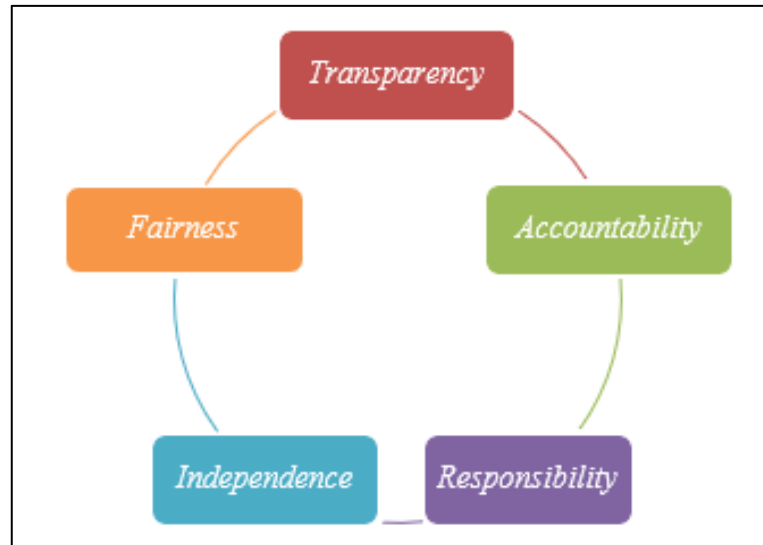 Transparency
Fairness
Accountability
Independence
Responsibility